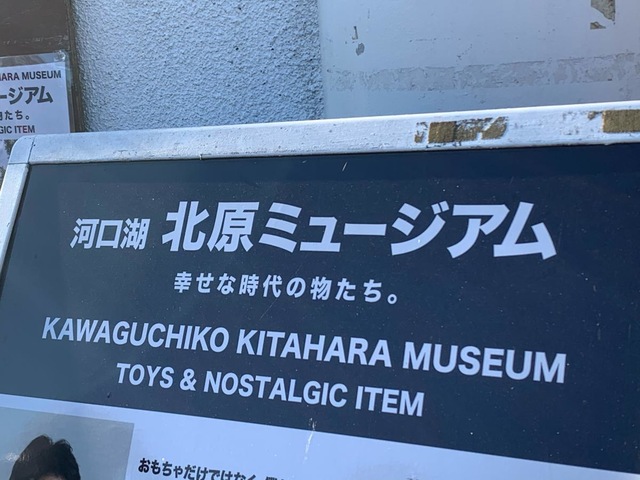 HARA MUSEUM
ージアム
物たち。
GIC ITEM
河口湖 北原ミュージアム
幸せな時代の物たち。
KAWAGUCHIKO KITAHARA MUSEUM
TOYS & NOSTALGIC ITEM
おもちゃだけではなく